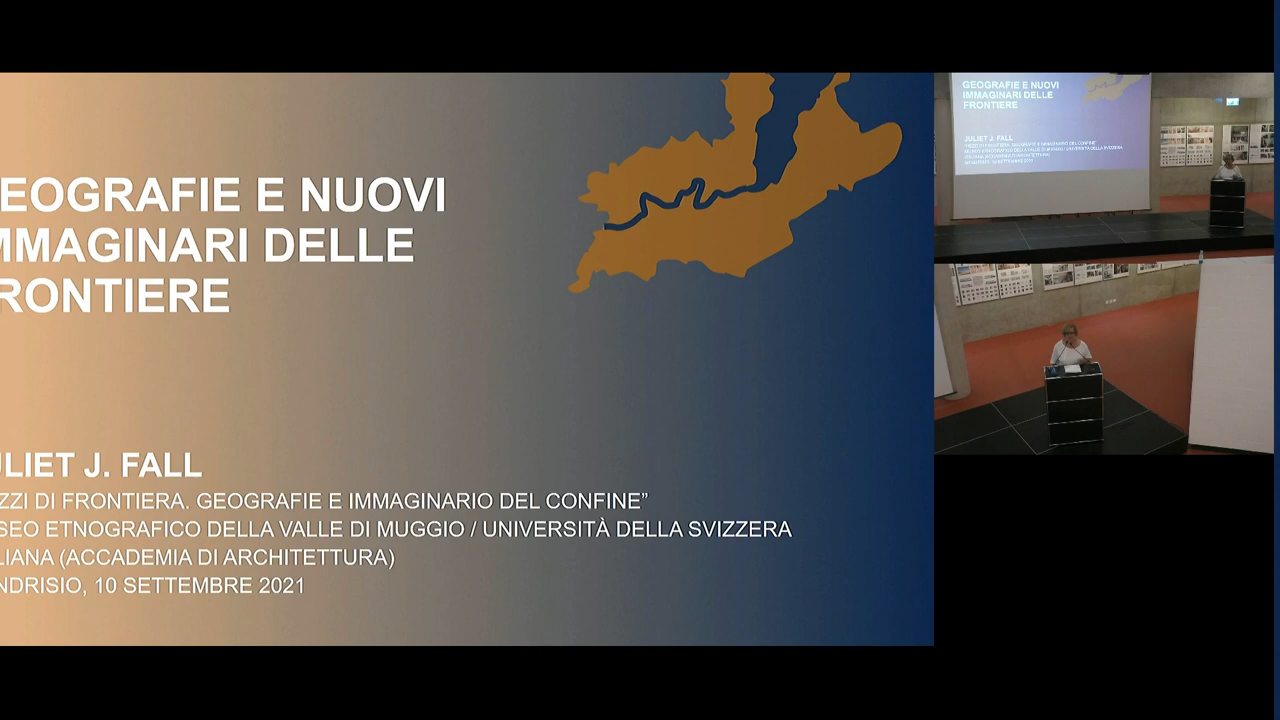 EOGRAFIE E NUOVI
MMAGINARI DELLE
RONTIERE
LIET J. FALL
ZZI DI FRONTIERA. GEOGRAFIE E IMMAGINARIO DEL CONFINE”
SEO ETNOGRAFICO DELLA VALLE DI MUGGIO / UNIVERSITÀ DELLA SVIZZERA
LIANA (ACCADEMIA DI ARCHITETTURA)
NDRISIO, 10 SETTEMBRE 2021
GEOGRAFIE E NUOVI
IMMAGINARI DELLE
FRONTIERE
JULIET J. FALL